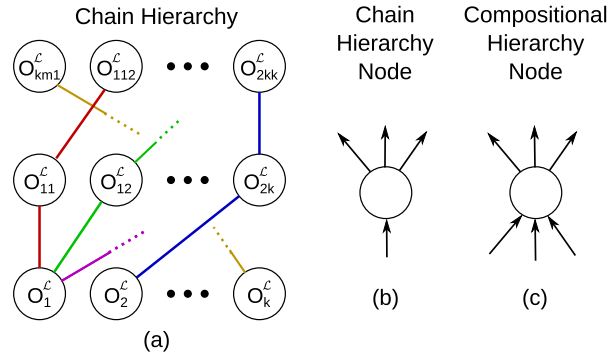 Chain Hierarchy
O^ℒ_km1 O^ℒ_112 O^ℒ_2kk
O^ℒ_11 O^ℒ_12 O^ℒ_2k
O^ℒ_1 O^ℒ_2 O^ℒ_k
(a)
Chain
Hierarchy
Node
(b)
Compositional
Hierarchy
Node
(c)